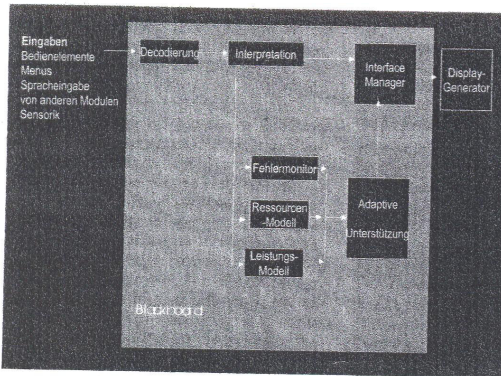 Eingaben
Bedienelemente
Menus
Spracheingabe
von anderen Modulen
Sensorik
Decodierung
Interpretation
Interface
Manager
Display-
Generator
Fehlermonitor
Ressourcen
-Modell
Leistungs-
Modell
Adaptive
Unterstützung
Blackboard